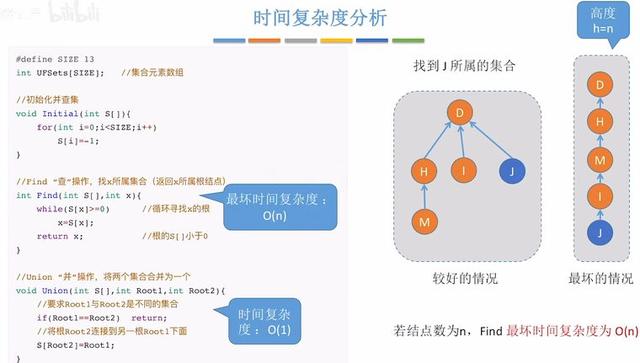 bilibili
时间复杂度分析
高度
h=n
#define SIZE 13
int UFSets[SIZE];    //集合元素数组
//初始化并查集
void Initial(int S[]){
for(int i=0;i<SIZE;i++)
S[i]=-1;
}
//Find “查”操作，找x所属集合（返回x所属根结点）
int Find(int S[],int x){
while(S[x]>=0)    //循环寻找x的根
x=S[x];
return x;    //根的S[]小于0
}
最坏时间复杂度：
O(n)
//Union “并”操作，将两个集合合并为一个
void Union(int S[],int Root1,int Root2){
//要求Root1与Root2是不同的集合
if(Root1==Root2)  return;
//将根Root2连接到另一根Root1下面
S[Root2]=Root1;
}
时间复杂
度：O(1)
找到 J 所属的集合
D
H
I
J
M
较好的情况
D
H
M
I
J
最坏的情况
若结点数为n，Find 最坏时间复杂度为 O(n)